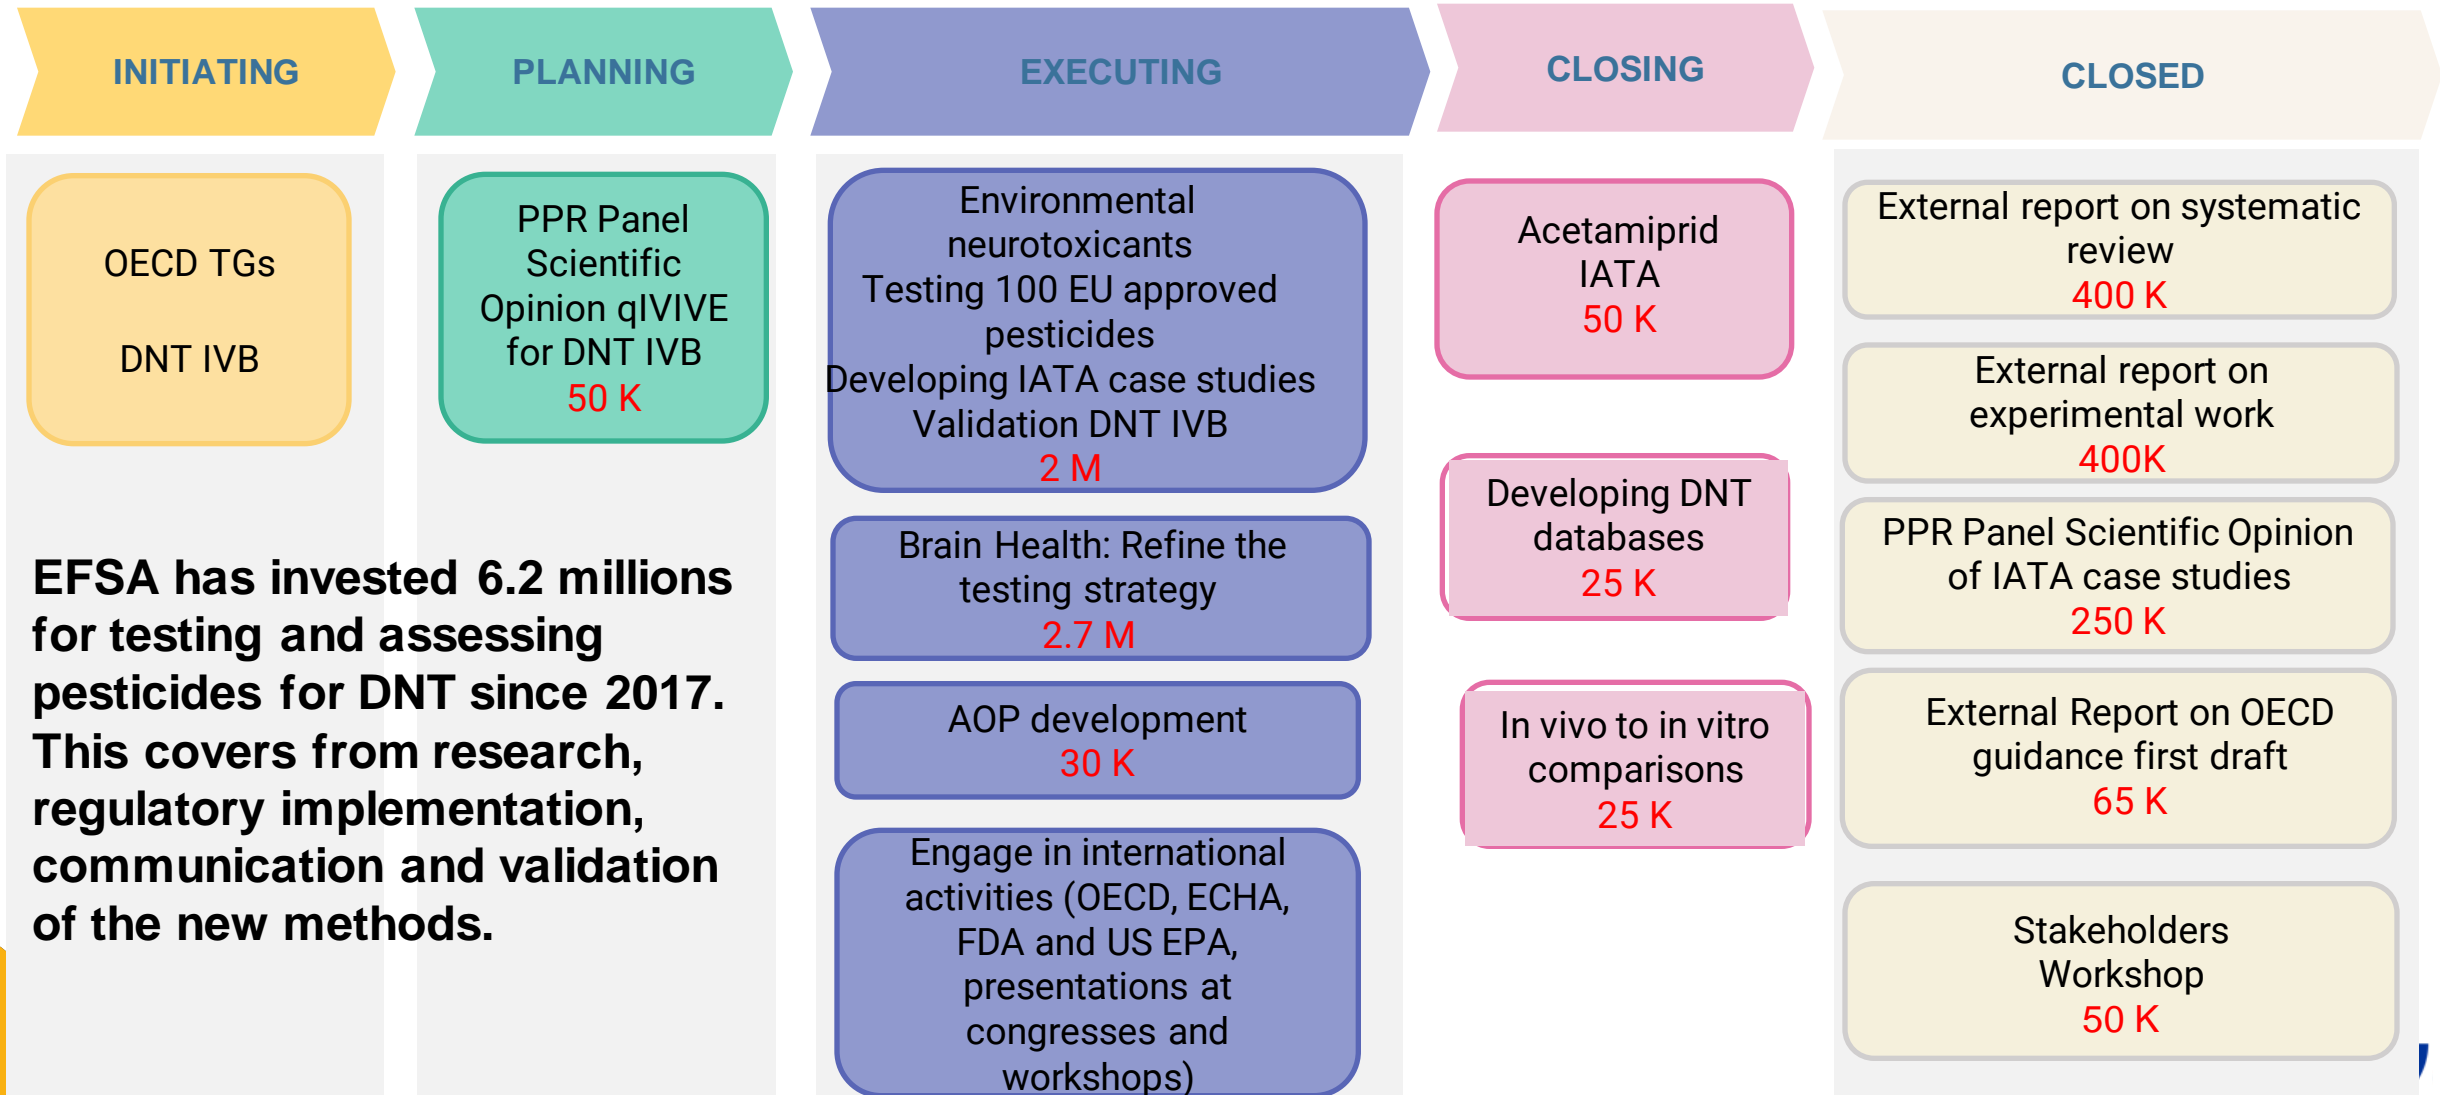 INITIATING
PLANNING
EXECUTING
CLOSING
CLOSED
OECD TGs
DNT IVB
PPR Panel
Scientific
Opinion qIVIVE
for DNT IVB
50 K
EFSA has invested 6.2 millions
for testing and assessing
pesticides for DNT since 2017.
This covers from research,
regulatory implementation,
communication and validation
of the new methods.
Environmental
neurotoxicants
Testing 100 EU approved
pesticides
Developing IATA case studies
Validation DNT IVB
2 M
Brain Health: Refine the
testing strategy
2.7 M
AOP development
30 K
Engage in international
activities (OECD, ECHA,
FDA and US EPA,
presentations at
congresses and
workshops)
Acetamiprid
IATA
50 K
Developing DNT
databases
25 K
In vivo to in vitro
comparisons
25 K
External report on systematic
review
400 K
External report on
experimental work
400K
PPR Panel Scientific Opinion
of IATA case studies
250 K
External Report on OECD
guidance first draft
65 K
Stakeholders
Workshop
50 K